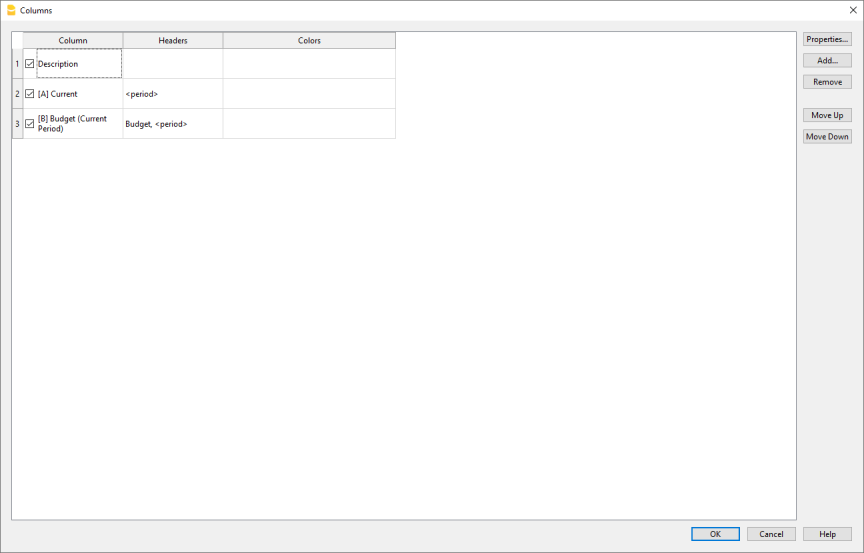 Columns
Column Headers Colors
Properties...
1 Description
Add...
Remove
2 [A] Current <period>
Move Up
3 [B] Budget (Current
Period) Budget, <period>
Move Down
OK Cancel Help